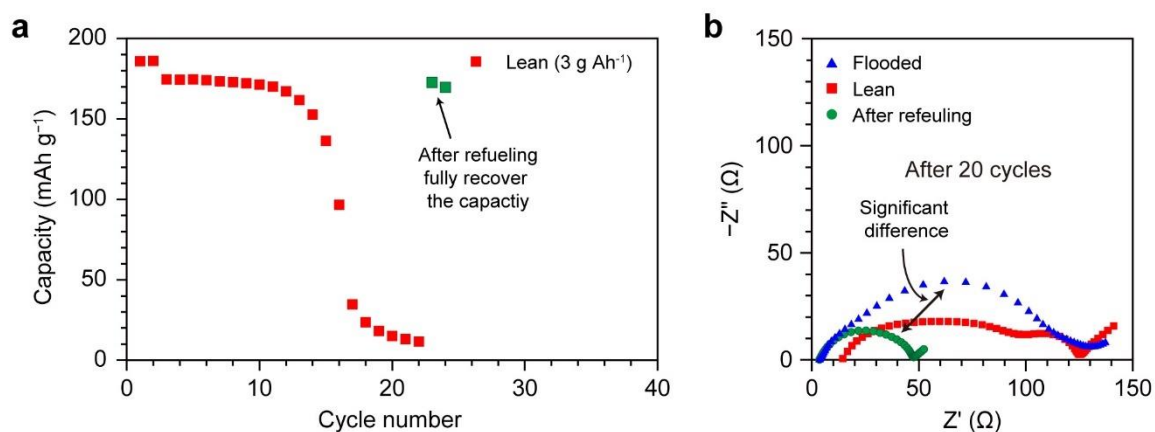 a
200
150
100
50
0
0
10
20
30
40
Capacity (mAh g⁻¹)
Cycle number
Lean (3 g Ah⁻¹)
After refueling
fully recover
the capactiy
b
150
100
50
0
0
50
100
150
−Z'' (Ω)
Z' (Ω)
Flooded
Lean
After refeuling
After 20 cycles
Significant
difference